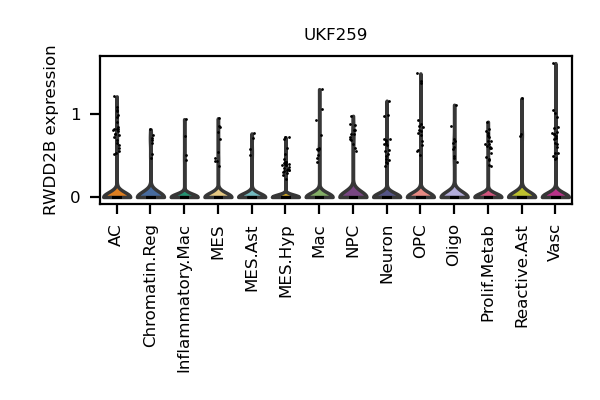 UKF259
RWDD2B expression
1
0
AC
Chromatin.Reg
Inflammatory.Mac
MES
MES.Ast
MES.Hyp
Mac
NPC
Neuron
OPC
Oligo
Prolif.Metab
Reactive.Ast
Vasc